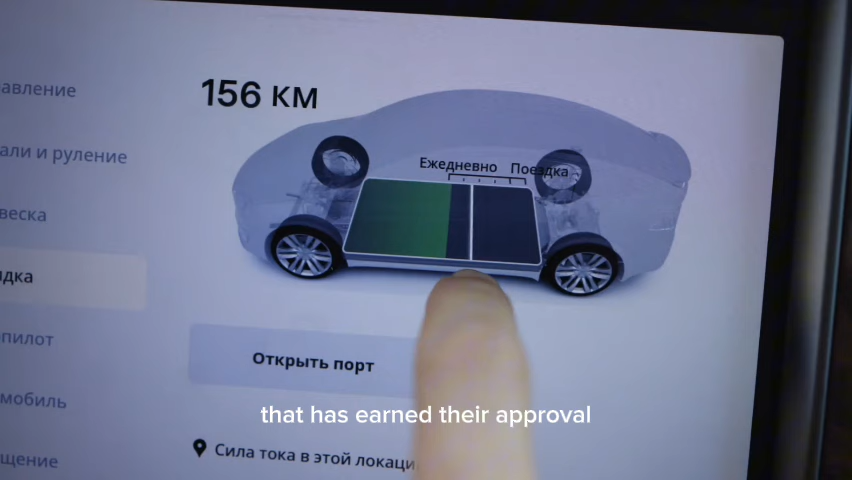 156 км
авление
Ежедневно Поездка
али и руление
веска
дка
Открыть порт
пилот
that has earned their approval
мобиль
Сила тока в этой локаци
щение